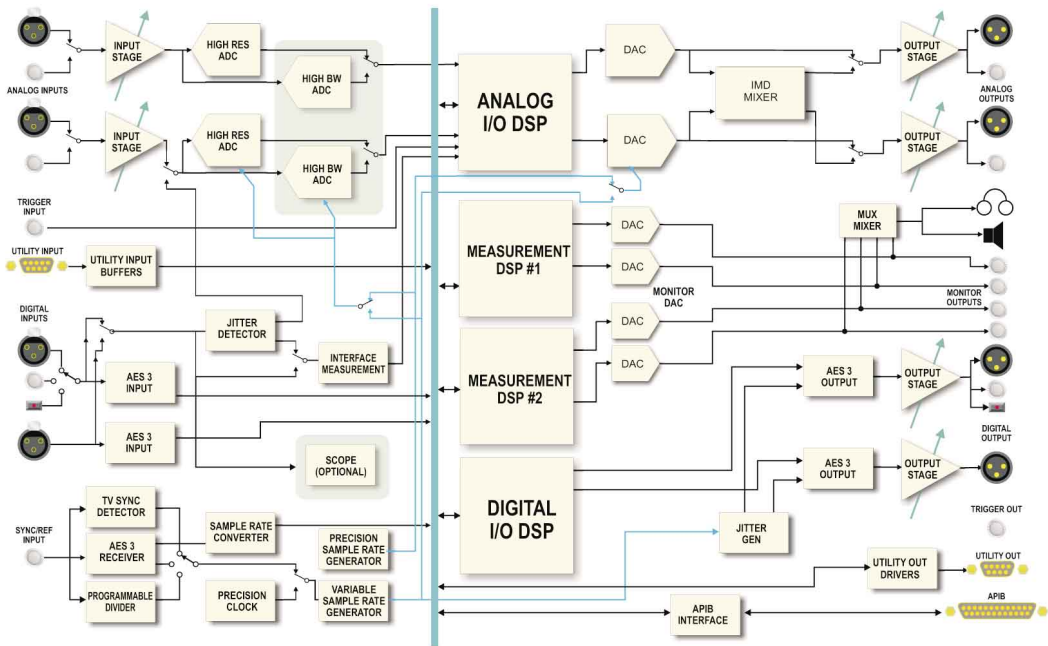 INPUT
STAGE
HIGH RES
ADC
HIGH BW
ADC
ANALOG INPUTS
INPUT
STAGE
HIGH RES
ADC
HIGH BW
ADC
TRIGGER
INPUT
UTILITY INPUT
UTILITY INPUT
BUFFERS
DIGITAL
INPUTS
JITTER
DETECTOR
INTERFACE
MEASUREMENT
AES 3
INPUT
AES 3
INPUT
SCOPE
(OPTIONAL)
TV SYNC
DETECTOR
SYNC/REF
INPUT
AES 3
RECEIVER
SAMPLE RATE
CONVERTER
PRECISION
SAMPLE RATE
GENERATOR
PROGRAMMABLE
DIVIDER
PRECISION
CLOCK
VARIABLE
SAMPLE RATE
GENERATOR
ANALOG
I/O DSP
DAC
DAC
IMD
MIXER
OUTPUT
STAGE
ANALOG
OUTPUTS
OUTPUT
STAGE
MEASUREMENT
DSP #1
DAC
DAC
MONITOR
DAC
MUX
MIXER
MONITOR
OUTPUTS
MEASUREMENT
DSP #2
DAC
DAC
AES 3
OUTPUT
OUTPUT
STAGE
DIGITAL
OUTPUT
AES 3
OUTPUT
OUTPUT
STAGE
DIGITAL
I/O DSP
JITTER
GEN
TRIGGER OUT
UTILITY OUT
DRIVERS
UTILITY OUT
APIB
INTERFACE
APIB